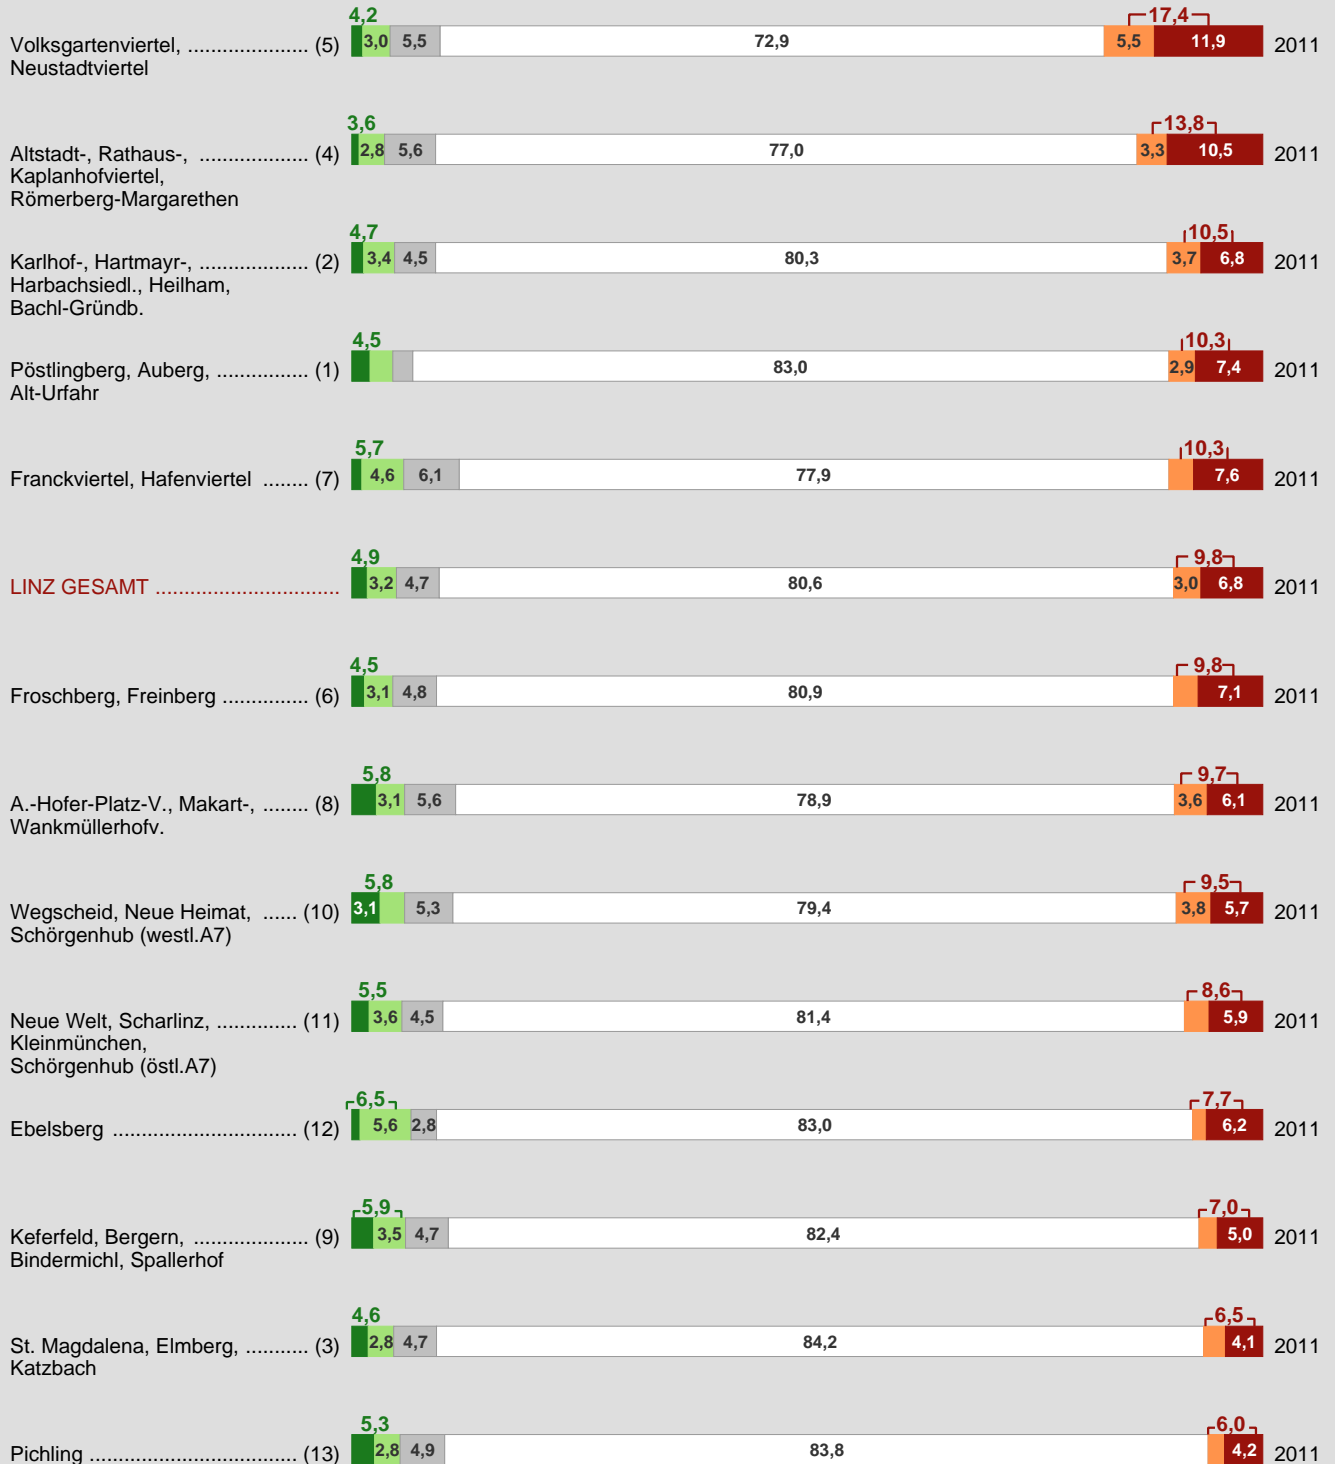 4,2 17,4
Volksgartenviertel, ..................... (5) 3,0 5,5 72,9 5,5 11,9 2011
Neustadtviertel
3,6 13,8
Altstadt-, Rathaus-, ................... (4) 2,8 5,6 77,0 3,3 10,5 2011
Kaplanhofviertel,
Römerberg-Margarethen
4,7 10,5
Karlhof-, Hartmayr-, ................... (2) 3,4 4,5 80,3 3,7 6,8 2011
Harbachsiedl., Heilham,
Bachl-Gründb.
4,5 10,3
Pöstlingberg, Auberg, ................ (1) 83,0 2,9 7,4 2011
Alt-Urfahr
5,7 10,3
Franckviertel, Hafenviertel ........ (7) 4,6 6,1 77,9 7,6 2011
4,9 9,8
LINZ GESAMT ................................ 3,2 4,7 80,6 3,0 6,8 2011
4,5 9,8
Froschberg, Freinberg ............... (6) 3,1 4,8 80,9 7,1 2011
5,8 9,7
A.-Hofer-Platz-V., Makart-, ........ (8) 3,1 5,6 78,9 3,6 6,1 2011
Wankmüllerhofv.
5,8 9,5
Wegscheid, Neue Heimat, ...... (10) 3,1 5,3 79,4 3,8 5,7 2011
Schörgenhub (westl.A7)
5,5 8,6
Neue Welt, Scharlinz, .............. (11) 3,6 4,5 81,4 5,9 2011
Kleinmünchen,
Schörgenhub (östl.A7)
6,5 7,7
Ebelsberg ................................ (12) 5,6 2,8 83,0 6,2 2011
5,9 7,0
Keferfeld, Bergern, .................... (9) 3,5 4,7 82,4 5,0 2011
Bindermichl, Spallerhof
4,6 6,5
St. Magdalena, Elmberg, ........... (3) 2,8 4,7 84,2 4,1 2011
Katzbach
5,3 6,0
Pichling .................................... (13) 2,8 4,9 83,8 4,2 2011